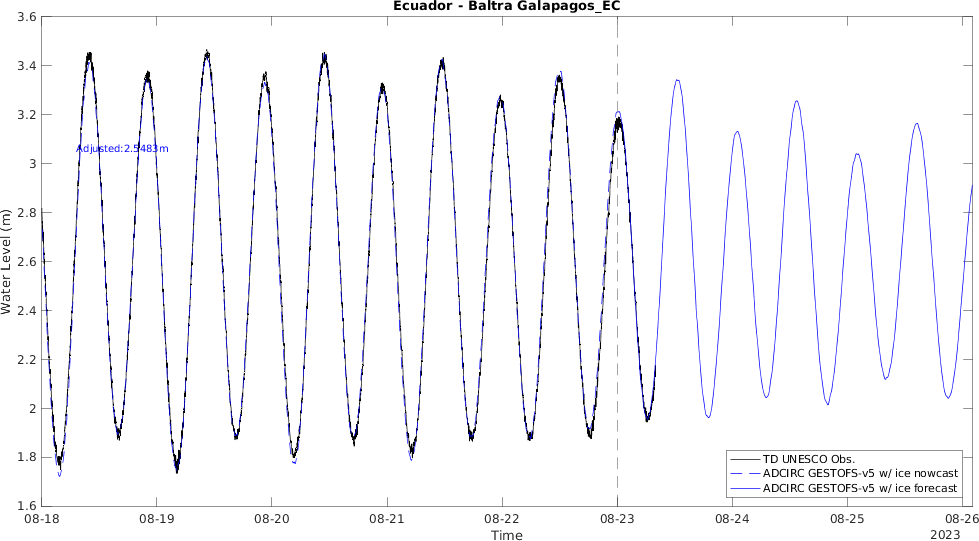 Ecuador - Baltra Galapagos_EC
3.6
3.4
3.2
3
2.8
2.6
2.4
2.2
2
1.8
1.6
Water Level (m)
Adjusted:2.5483m
TD UNESCO Obs.
ADCIRC GESTOFS-v5 w/ ice nowcast
ADCIRC GESTOFS-v5 w/ ice forecast
08-18 08-19 08-20 08-21 08-22 08-23 08-24 08-25 08-26
Time
2023